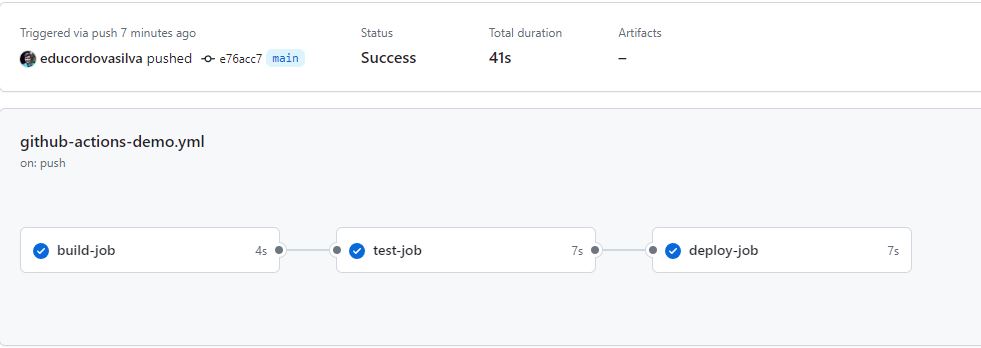 Triggered via push 7 minutes ago
educordovasilva pushed e76acc7 main
Status
Success
Total duration
41s
Artifacts
–
github-actions-demo.yml
on: push
build-job 4s
test-job 7s
deploy-job 7s